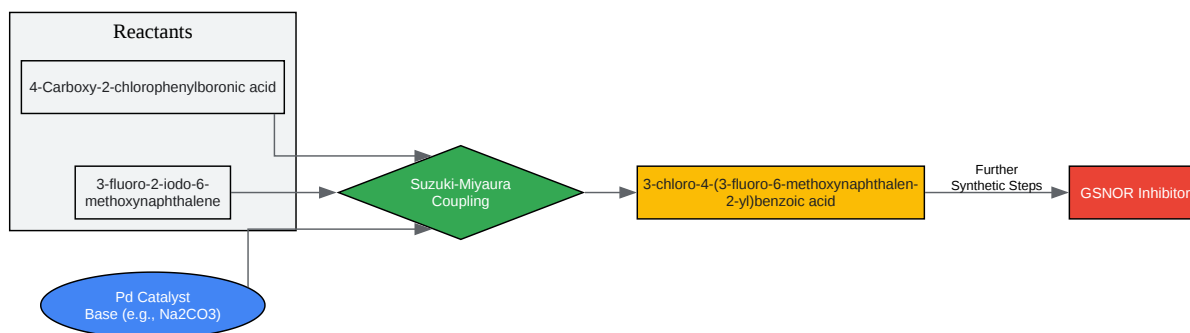 Reactants
4-Carboxy-2-chlorophenylboronic acid
3-fluoro-2-iodo-6-
methoxynaphthalene
Pd Catalyst
Base (e.g., Na2CO3)
Suzuki-Miyaura
Coupling
3-chloro-4-(3-fluoro-6-methoxynaphthalen-
2-yl)benzoic acid
Further
Synthetic Steps
GSNOR Inhibitor